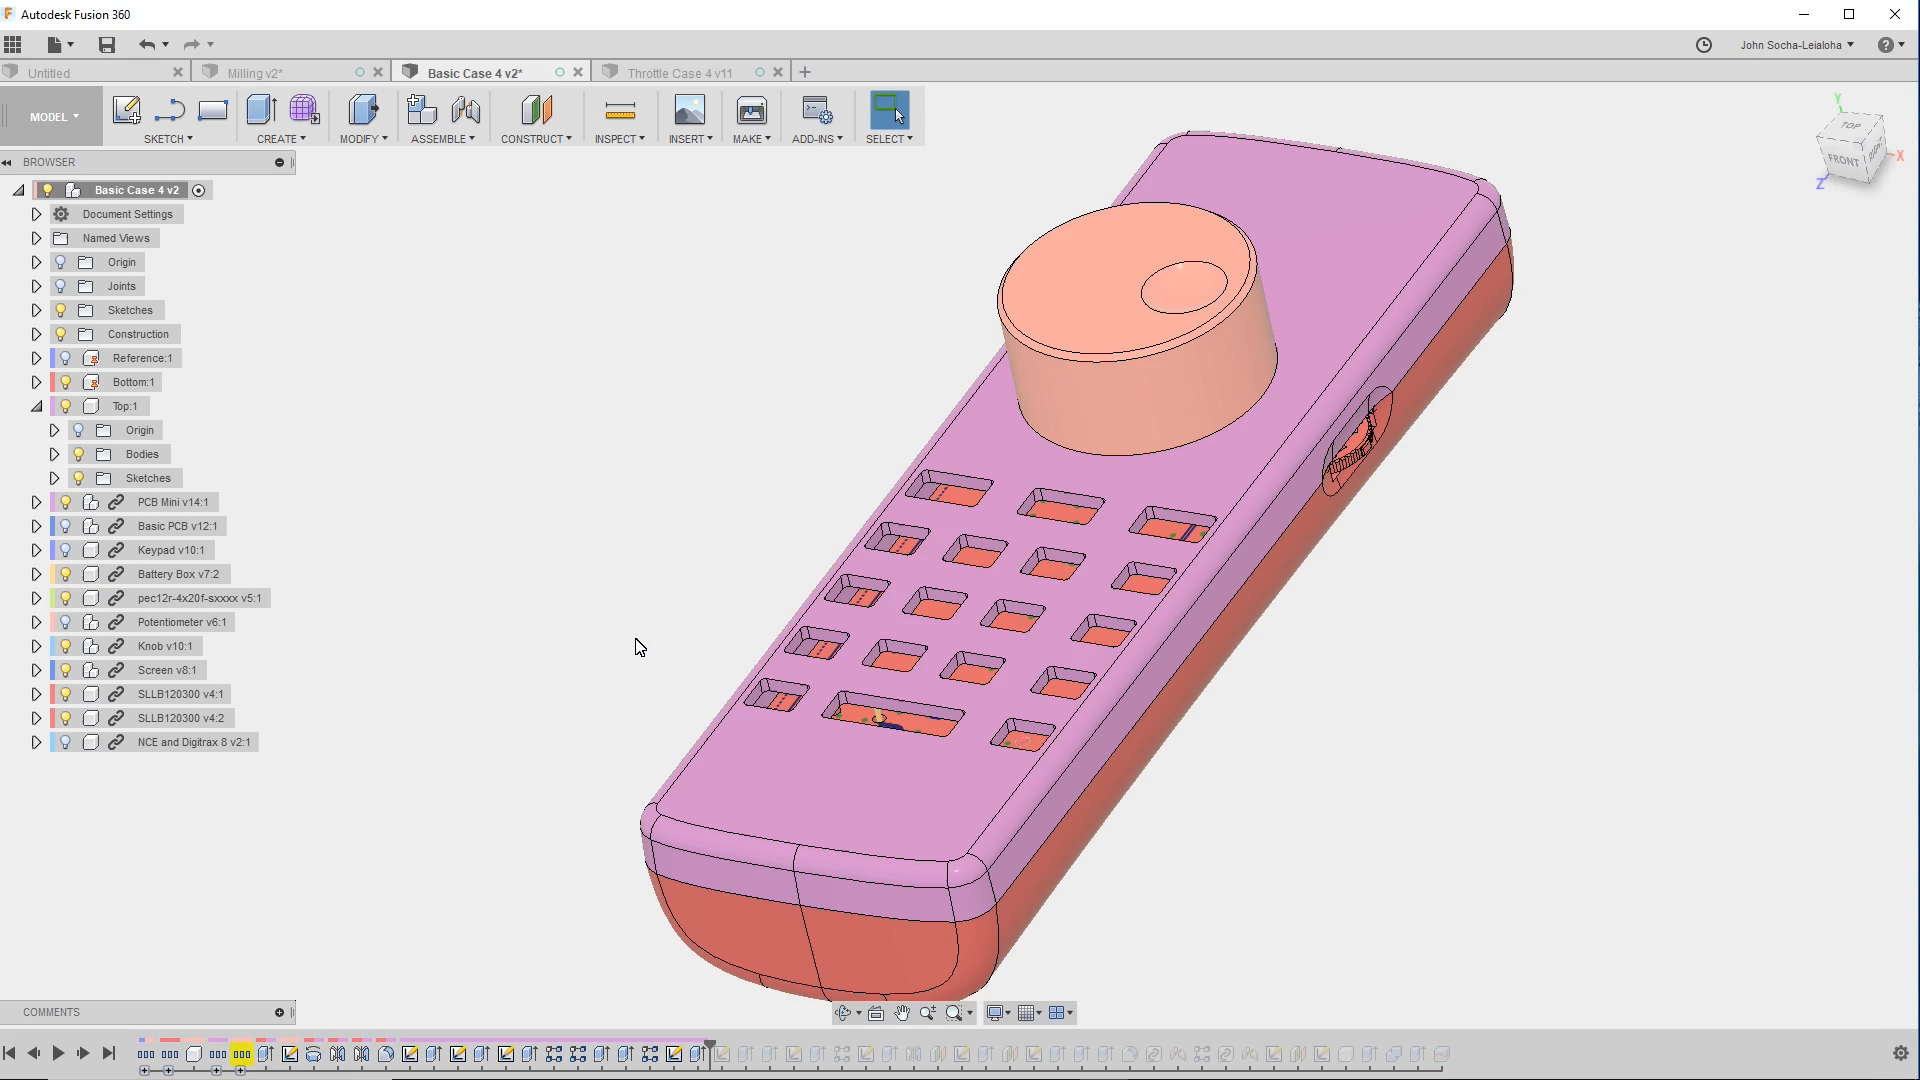 Autodesk Fusion 360
John Socha-Leialoha
Untitled
Milling v2*
Basic Case 4 v2*
Throttle Case 4 v11
MODEL
SKETCH
CREATE
MODIFY
ASSEMBLE
CONSTRUCT
INSPECT
INSERT
MAKE
ADD-INS
SELECT
Y
TOP
FRONT
RIGHT
X
Z
BROWSER
Basic Case 4 v2
Document Settings
Named Views
Origin
Joints
Sketches
Construction
Reference:1
Bottom:1
Top:1
Origin
Bodies
Sketches
PCB Mini v14:1
Basic PCB v12:1
Keypad v10:1
Battery Box v7:2
pec12r-4x20f-sxxxx v5:1
Potentiometer v6:1
Knob v10:1
Screen v8:1
SLLB120300 v4:1
SLLB120300 v4:2
NCE and Digitrax 8 v2:1
COMMENTS